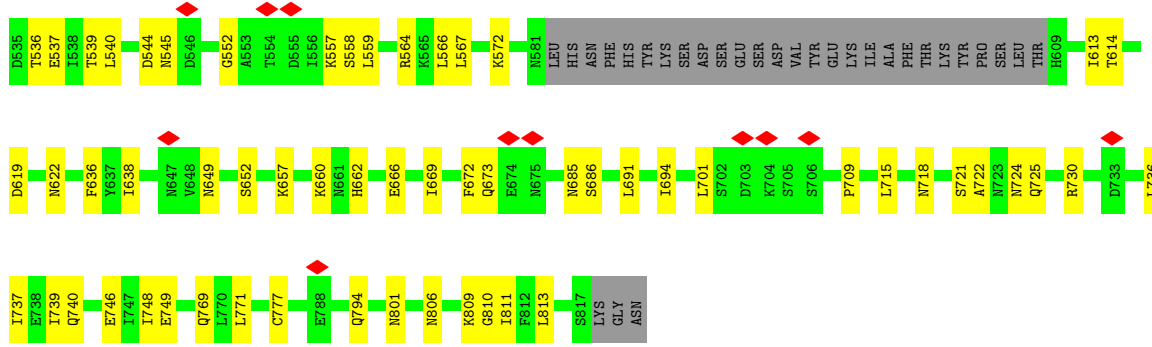 D535 T536 E537 I538 T539 L540 D544 N545 D546 G552 A553 T554 D555 I556 K557 S558 L559 R564 K565 L566 L567 K572 N581 LEU HIS ASN PHE HIS TYR LYS SER ASP SER GLU SER ASP VAL TYR GLU LYS ILE ALA PHE THR LYS TYR PRO SER LEU THR H609 I613 T614
D619 N622 F636 Y637 I638 N647 V648 N649 S652 K657 K660 N661 H662 E666 I669 F672 Q673 E674 N675 N685 S686 L691 I694 L701 S702 D703 K704 S705 S706 P709 L715 N718 S721 A722 N723 N724 Q725 R730 D733 L736
I737 E738 I739 Q740 E746 I747 I748 E749 Q769 L770 L771 C777 E788 Q794 N801 N806 K809 G810 I811 F812 L813 S817 LYS GLY ASN